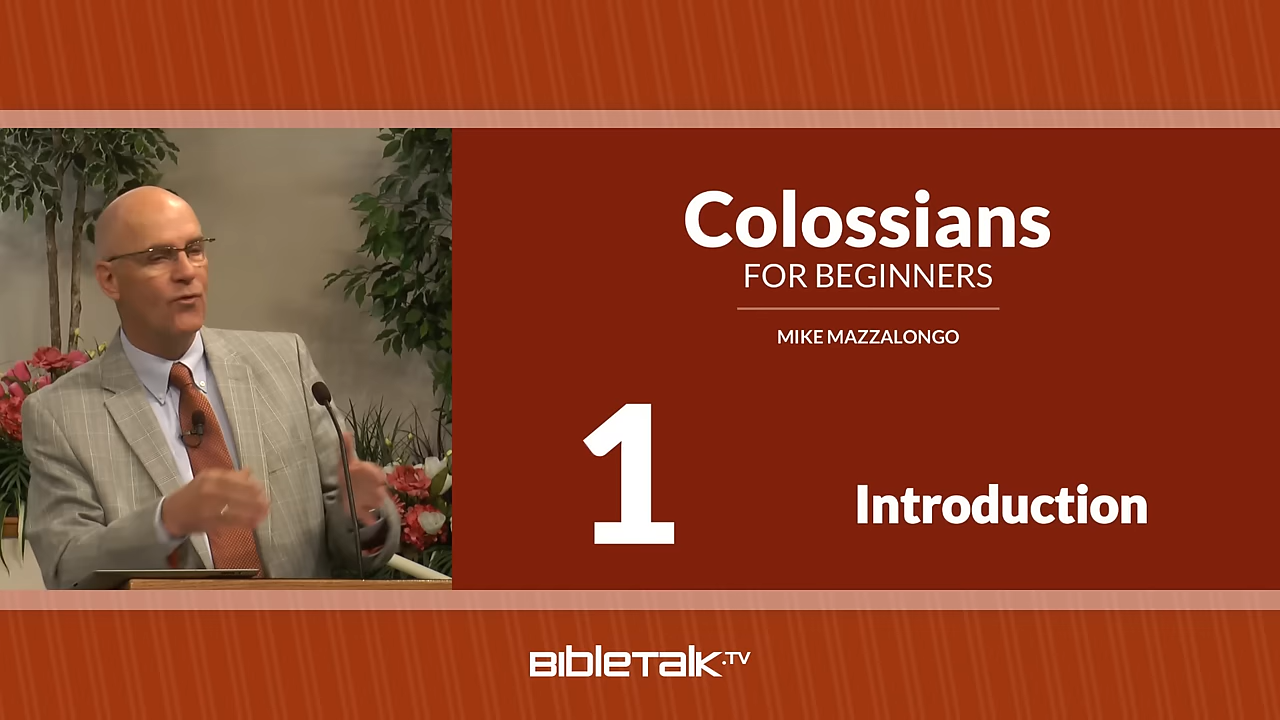 Colossians
FOR BEGINNERS
MIKE MAZZALONGO
1
Introduction
BIBLETALK.TV